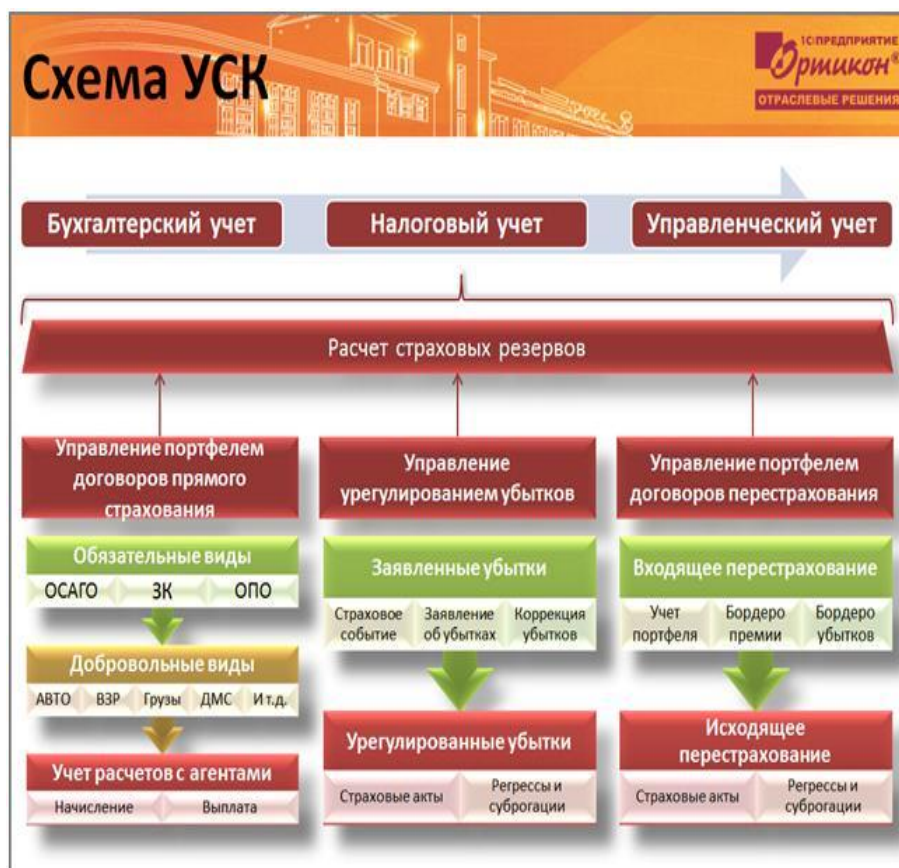 Схема УСК
1С:ПРЕДПРИЯТИЕ
Ортикон®
ОТРАСЛЕВЫЕ РЕШЕНИЯ
Бухгалтерский учет
Налоговый учет
Управленческий учет
Расчет страховых резервов
Управление портфелем
договоров прямого
страхования
Обязательные виды
ОСАГО ЗК ОПО
Добровольные виды
АВТО ВЗР Грузы ДМС И т.д.
Учет расчетов с агентами
Начисление Выплата
Управление
урегулированием убытков
Заявленные убытки
Страховое
событие
Заявление
об убытках
Коррекция
убытков
Урегулированные убытки
Страховые акты
Регрессы и
суброгации
Управление портфелем
договоров перестрахования
Входящее перестрахование
Учет
портфеля
Бордеро
премии
Бордеро
убытков
Исходящее
перестрахование
Страховые акты
Регрессы и
суброгации